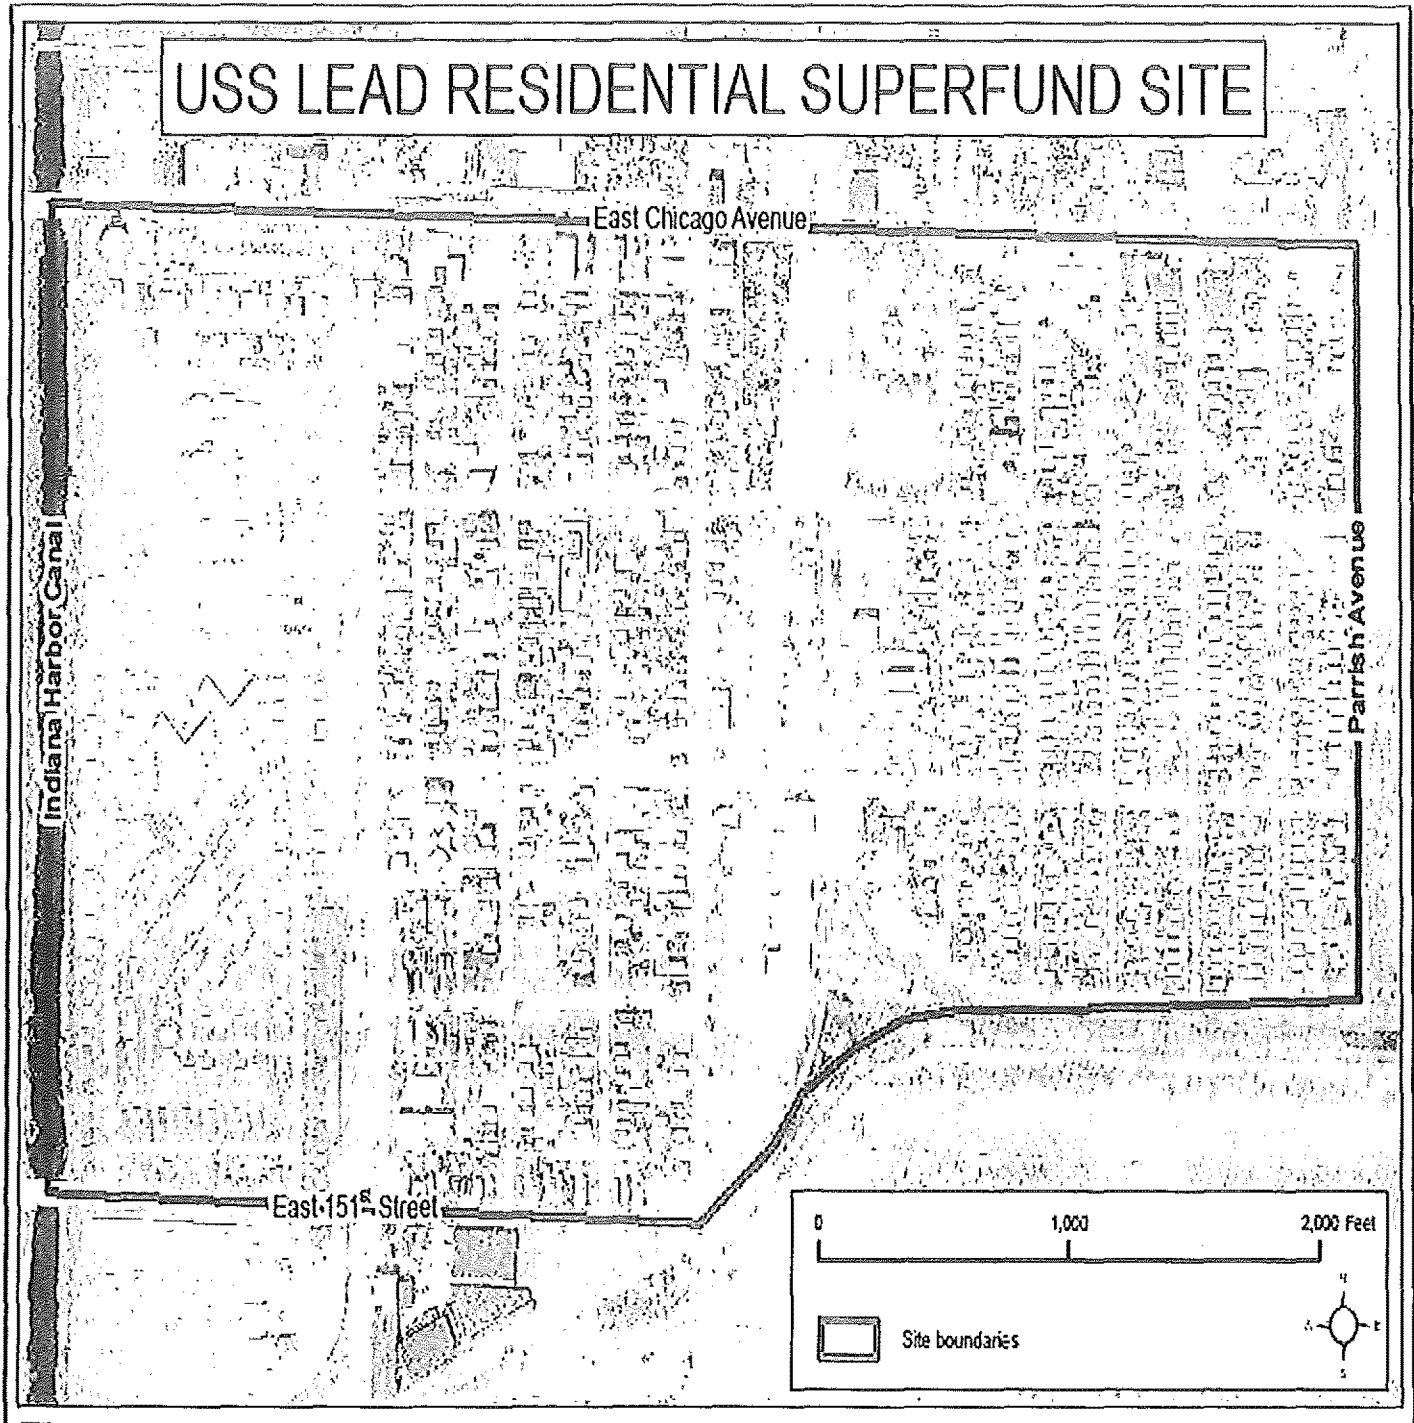 USS LEAD RESIDENTIAL SUPERFUND SITE
East Chicago Avenue
Indiana Harbor Canal
Parrish Avenue
East 151st Street
0 1,000 2,000 Feet
Site boundaries
E
S